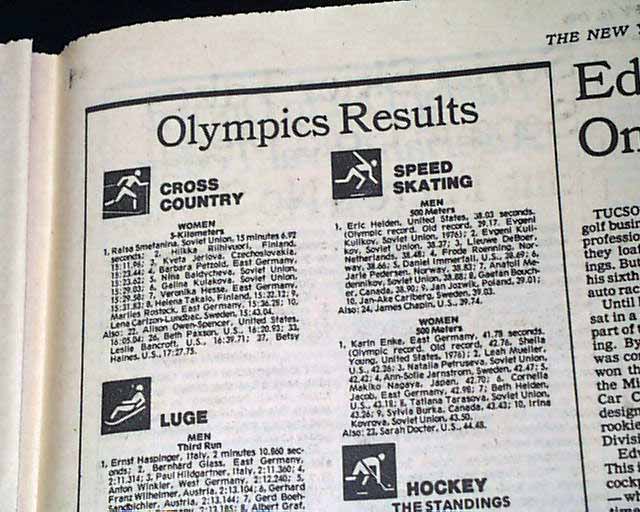 THE NEW
Olympics Results
CROSS
COUNTRY
WOMEN
5-Kilometers
1, Raisa Smetanina, Soviet Union, 15 minutes 6.92
seconds. 2, Hilkka Riihivuori, Finland,
15:11.96; 3, Kveta Jeriova, Czechoslovakia,
15:23.44; 4, Barbara Petzold, East Germany,
15:23.62; 5, Nina Baldycheva, Soviet Union,
15:29.03; 6, Galina Kulakova, Soviet Union,
15:29.58; 7, Veronika Hesse, East Germany,
15:31.83; 8, Helena Takalo, Finland, 15:32.12; 9,
Marlies Rostock, East Germany, 15:36.28; 10,
Lena Carlzon-Lundbac, Sweden, 15:43.04.
Also: 22, Alison Owen-Spencer, United States,
16:05.04; 26, Beth Paxson, U.S., 16:20.93; 33,
Leslie Bancroft, U.S., 16:39.71; 37, Betsy
Haines, U.S., 17:27.75.
LUGE
MEN
Third Run
1, Ernst Haspinger, Italy, 2 minutes 10.860 sec-
onds; 2, Bernhard Glass, East Germany,
2:11.314; 3, Paul Hildgartner, Italy, 2:11.360; 4,
Anton Winkler, West Germany, 2:12.240; 5,
Franz Wilhelmer, Austria, 2:13.104; 6, Gerhard
Sandbichler, Austria, 2:13.144; 7, Gerd Boeh-
2:13.185; 8, Albert Graf,
SPEED
SKATING
MEN
500 Meters
1, Eric Heiden, United States, 38.03 seconds.
(Olympic record. Old record, 39.17, Evgeni
Kulikov, Soviet Union, 1976); 2, Evgeni Kuli-
kov, Soviet Union, 38.37; 3, Lieuwe DeBoer,
Netherlands, 38.48; 4, Frode Roenning, Nor-
way, 38.66; 5, Daniel Immerfall, U.S., 38.69; 6,
Jarle Pedersen, Norway, 38.83; 7, Anatoli Me-
dennikov, Soviet Union, 38.88; 8, Gaetan Bouch-
er, Canada, 38.90; 9, Jan Jozwik, Poland, 39.01;
10, Jan-Ake Carlberg, Sweden, 39.03.
Also: 24, James Chapin, U.S., 39.74.
WOMEN
500 Meters
1, Karin Enke, East Germany, 41.78 seconds.
(Olympic record. Old record, 42.76, Sheila
Young, United States, 1976); 2, Leah Mueller,
U.S., 42.26; 3, Natalia Petruseva, Soviet Union,
42.42; 4, Ann-Sofie Jarnstrom, Sweden, 42.47; 5,
Makiko Nagaya, Japan, 42.70; 6, Cornelia
Jacob, East Germany, 42.98; 7, Beth Heiden,
U.S., 43.18; 8, Tatiana Tarasova, Soviet Union,
43.26; 9, Sylvia Burka, Canada, 43.43; 10, Irina
Kovrova, Soviet Union, 43.50.
Also: 23, Sarah Docter, U.S., 44.48.
HOCKEY
THE STANDINGS
Ed
On
TUCSO
golf busin
professio
they loaf
ings. But
his sixth
auto rac
Until
sat in a
part of
ing. By
was co
won th
the M
Car C
design
rookie
Divisi
Edw
This
cockp
—w